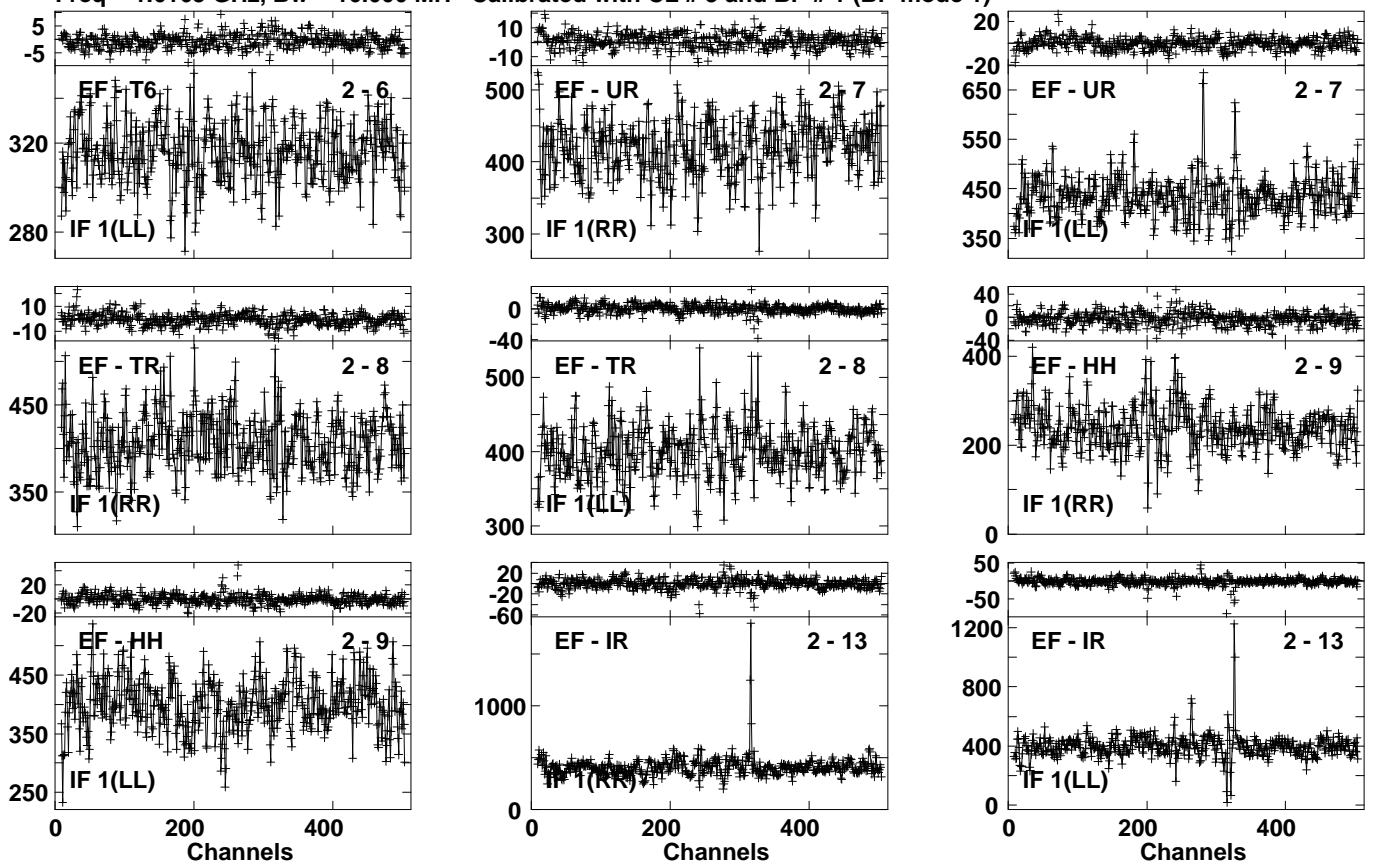 5
-5
EF - T6 2 - 6
320
280
IF 1(LL)
10
-10
EF - UR 2 - 7
500
400
300
IF 1(RR)
20
-20
EF - UR 2 - 7
650
550
450
350
IF 1(LL)
10
-10
EF - TR 2 - 8
450
350
IF 1(RR)
0
-40
EF - TR 2 - 8
500
400
300
IF 1(LL)
40
0
-40
EF - HH 2 - 9
400
200
0
IF 1(RR)
20
-20
EF - HH 2 - 9
450
350
250
IF 1(LL)
0 200 400
Channels
20
-20
-60
EF - IR 2 - 13
1000
0
IF 1(RR)
0 200 400
Channels
50
-50
EF - IR 2 - 13
1200
800
400
0
IF 1(LL)
0 200 400
Channels